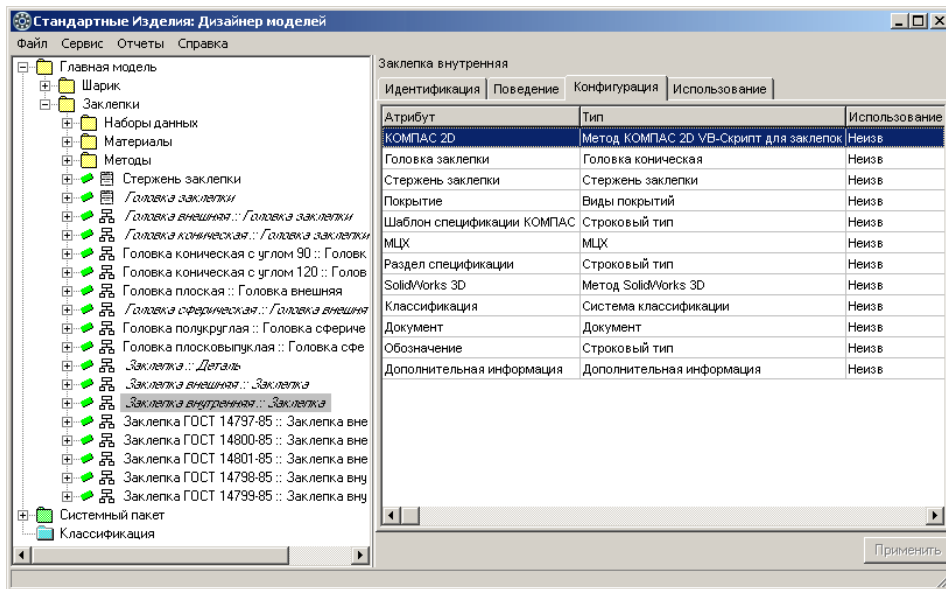 Стандартные Изделия: Дизайнер моделей
Файл Сервис Отчеты Справка
Главная модель
Шарик
Заклепки
Наборы данных
Материалы
Методы
Стержень заклепки
Головка заклепки
Головка внешняя :: Головка заклепки
Головка коническая :: Головка заклепки
Головка коническая с углом 90 :: Головк
Головка коническая с углом 120 :: Голов
Головка плоская :: Головка внешняя
Головка сферическая :: Головка внешня
Головка полукруглая :: Головка сфериче
Головка плосковыпуклая :: Головка сфе
Заклепка :: Деталь
Заклепка внешняя :: Заклепка
Заклепка внутренняя :: Заклепка
Заклепка ГОСТ 14797-85 :: Заклепка вне
Заклепка ГОСТ 14800-85 :: Заклепка вне
Заклепка ГОСТ 14801-85 :: Заклепка вне
Заклепка ГОСТ 14798-85 :: Заклепка вну
Заклепка ГОСТ 14799-85 :: Заклепка вну
Системный пакет
Классификация
Заклепка внутренняя
Идентификация Поведение Конфигурация Использование
Атрибут Тип Использование
КОМПАС 2D Метод КОМПАС 2D VB-Скрипт для заклепок Неизв
Головка заклепки Головка коническая Неизв
Стержень заклепки Стержень заклепки Неизв
Покрытие Виды покрытий Неизв
Шаблон спецификации КОМПАС Строковый тип Неизв
МЦХ МЦХ Неизв
Раздел спецификации Строковый тип Неизв
SolidWorks 3D Метод SolidWorks 3D Неизв
Классификация Система классификации Неизв
Документ Документ Неизв
Обозначение Строковый тип Неизв
Дополнительная информация Дополнительная информация Неизв
Применить